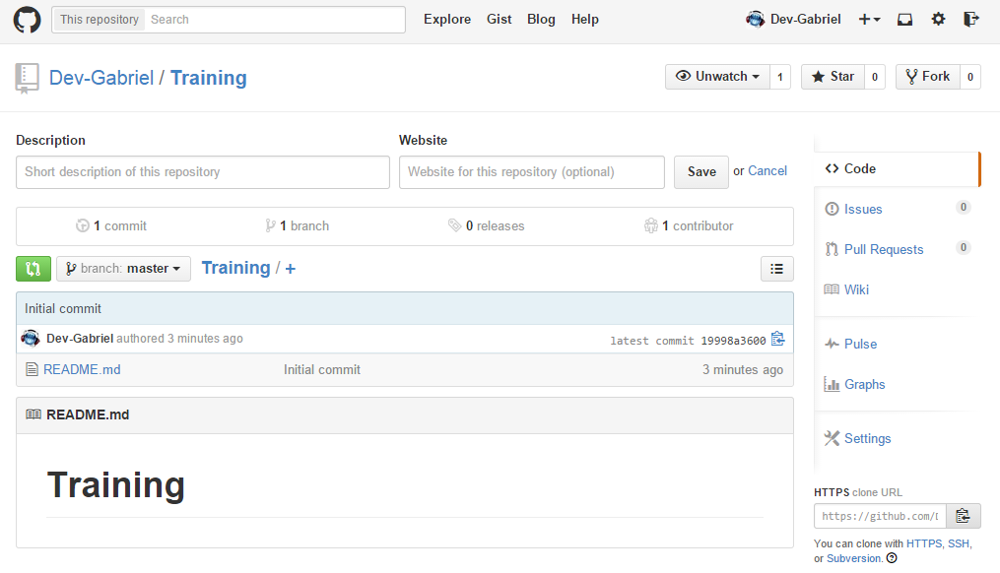 This repository Search Explore Gist Blog Help Dev-Gabriel
Dev-Gabriel / Training Unwatch 1 Star 0 Fork 0
Description Website
Short description of this repository Website for this repository (optional) Save or Cancel
1 commit 1 branch 0 releases 1 contributor
branch: master Training / +
Initial commit
Dev-Gabriel authored 3 minutes ago latest commit 19998a3600
README.md Initial commit 3 minutes ago
README.md
Training
Code
Issues 0
Pull Requests 0
Wiki
Pulse
Graphs
Settings
HTTPS clone URL
https://github.com/
You can clone with HTTPS, SSH,
or Subversion.